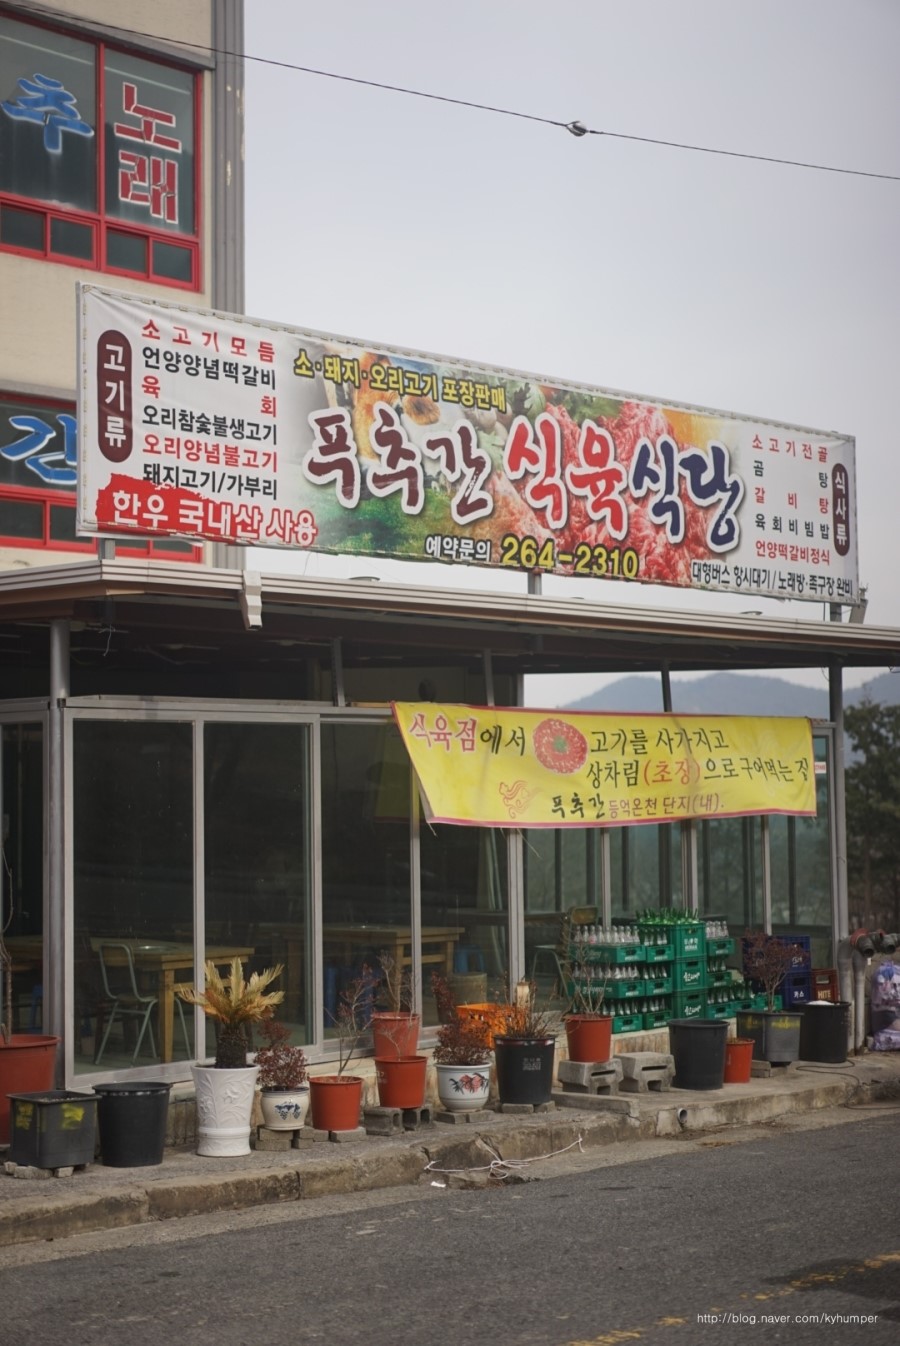 추 노
래
간
고기류
소고기모듬
언양양념떡갈비
육 회
오리참숯불생고기
오리양념불고기
돼지고기/가부리
한우 국내산 사용
소·돼지·오리고기 포장판매
푸추간 식육식당
예약문의 264-2310
소고기전골
곰 탕
갈 비 탕
육회비빔밥
언양떡갈비정식
식사류
대형버스 항시대기/노래방·족구장 완비
식육점에서 고기를 사가지고
상차림(초장)으로 구어먹는 집
푸추간 등억온천 단지(내).
http://blog.naver.com/kyhumper